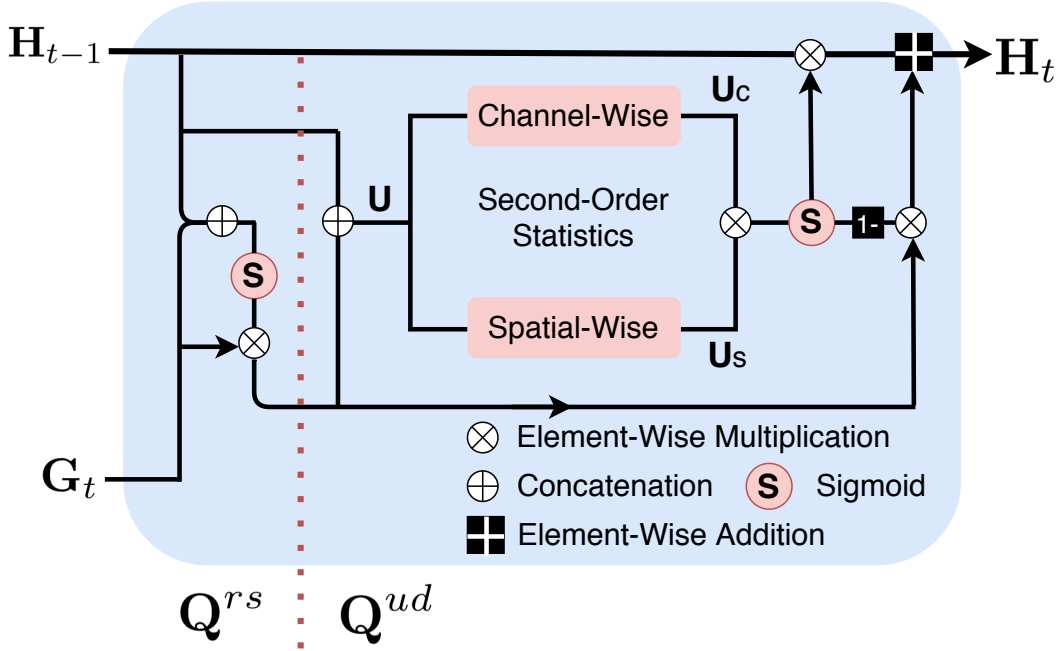 H_{t-1}
H_t
U_C
Channel-Wise
U
Second-Order
Statistics
S
1-
S
Spatial-Wise
U_S
Element-Wise Multiplication
G_t
Concatenation
S
Sigmoid
Element-Wise Addition
Q^{rs}
Q^{ud}